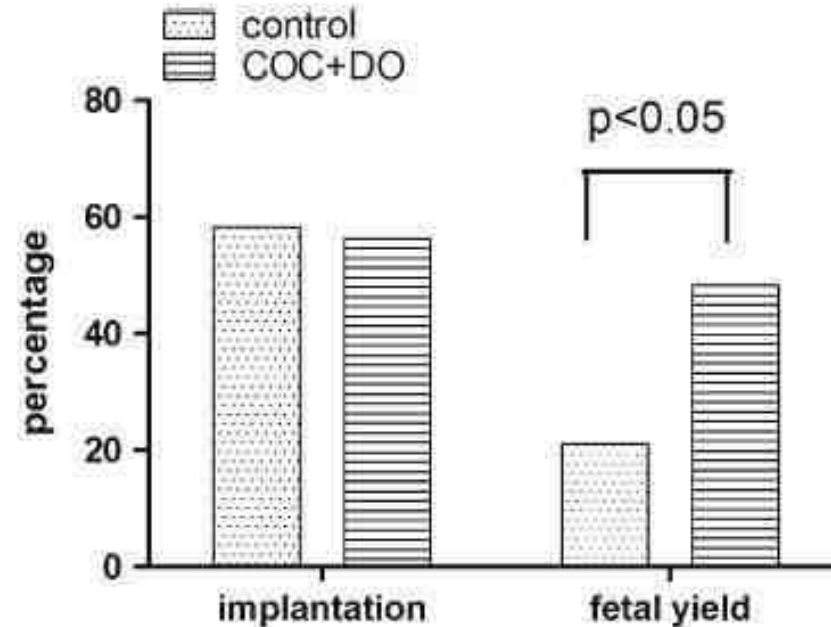 control
COC+DO
80
p<0.05
60
percentage
40
20
0
implantation fetal yield